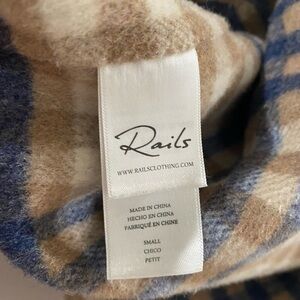 Rails
WWW.RAILSCLOTHING.COM
MADE IN CHINA
HECHO EN CHINA
FABRIQUÉ EN CHINE
SMALL
CHICO
PETIT